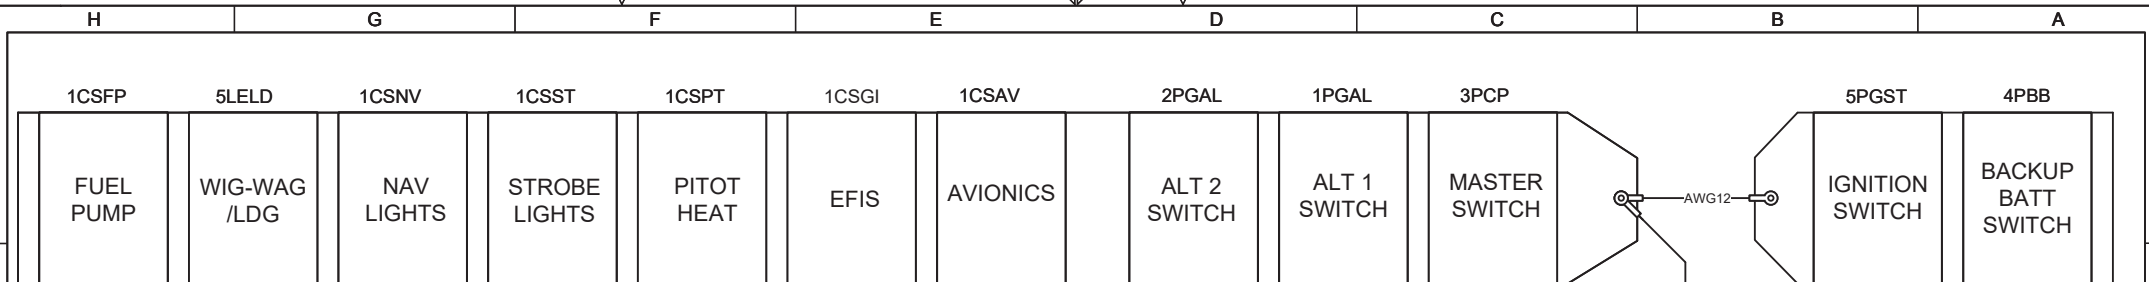 H G F E D C B A
1CSFP 5LELD 1CSNV 1CSST 1CSPT 1CSGI 1CSAV 2PGAL 1PGAL 3PCP 5PGST 4PBB
FUEL
PUMP
WIG-WAG
/LDG
NAV
LIGHTS
STROBE
LIGHTS
PITOT
HEAT
EFIS
AVIONICS
ALT 2
SWITCH
ALT 1
SWITCH
MASTER
SWITCH
AWG12
IGNITION
SWITCH
BACKUP
BATT
SWITCH